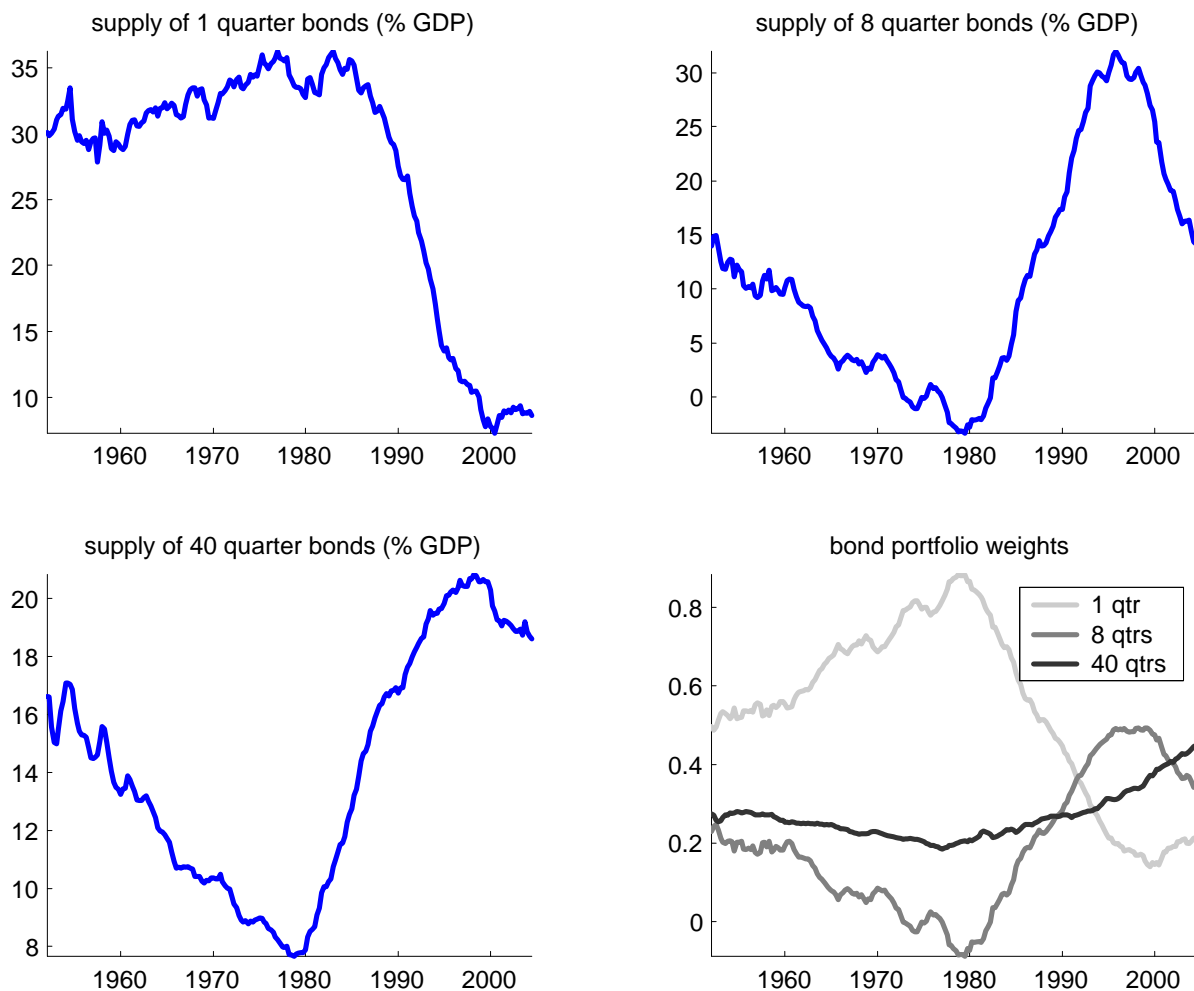 supply of 1 quarter bonds (% GDP)
35
30
25
20
15
10
1960 1970 1980 1990 2000
supply of 8 quarter bonds (% GDP)
30
25
20
15
10
5
0
1960 1970 1980 1990 2000
supply of 40 quarter bonds (% GDP)
20
18
16
14
12
10
8
1960 1970 1980 1990 2000
bond portfolio weights
0.8
0.6
0.4
0.2
0
1 qtr
8 qtrs
40 qtrs
1960 1970 1980 1990 2000